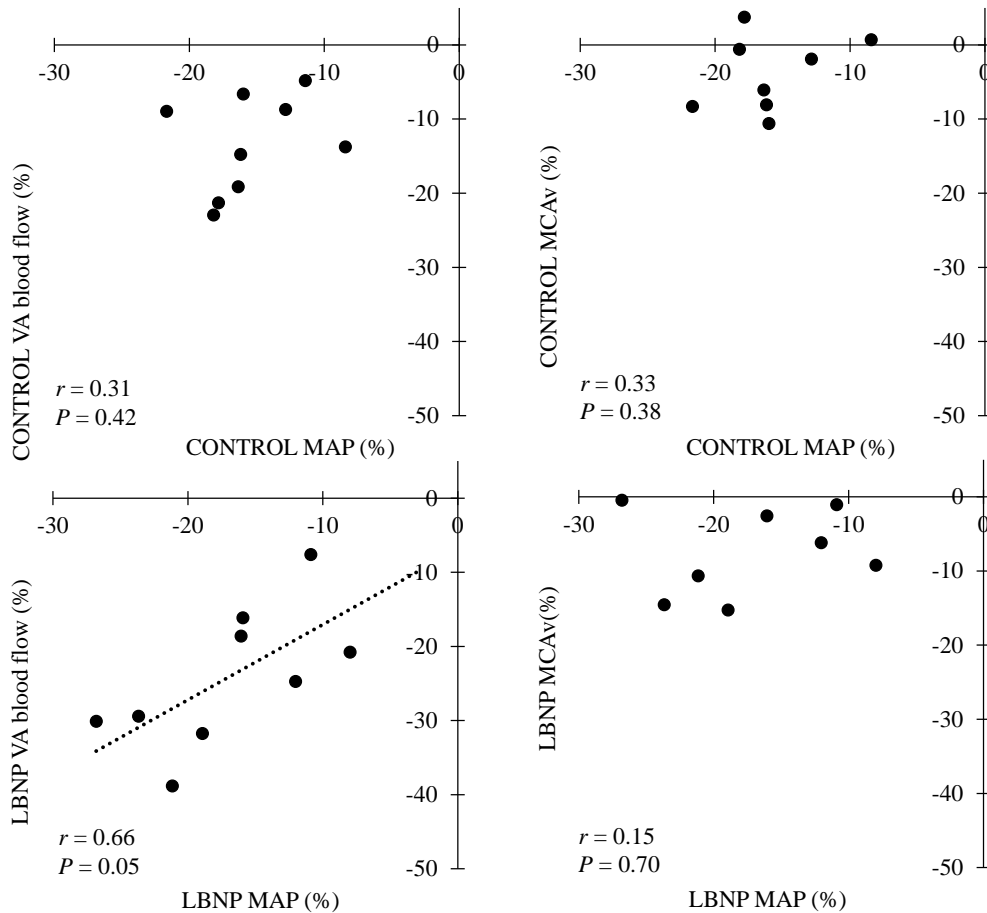 -30
-20
-10
0
0
-10
-20
-30
-40
-50
CONTROL VA blood flow (%)
r = 0.31
P = 0.42
CONTROL MAP (%)
-30
-20
-10
0
0
-10
-20
-30
-40
-50
CONTROL MCAv (%)
r = 0.33
P = 0.38
CONTROL MAP (%)
-30
-20
-10
0
0
-10
-20
-30
-40
-50
LBNP VA blood flow (%)
r = 0.66
P = 0.05
LBNP MAP (%)
-30
-20
-10
0
0
-10
-20
-30
-40
-50
LBNP MCAv(%)
r = 0.15
P = 0.70
LBNP MAP (%)